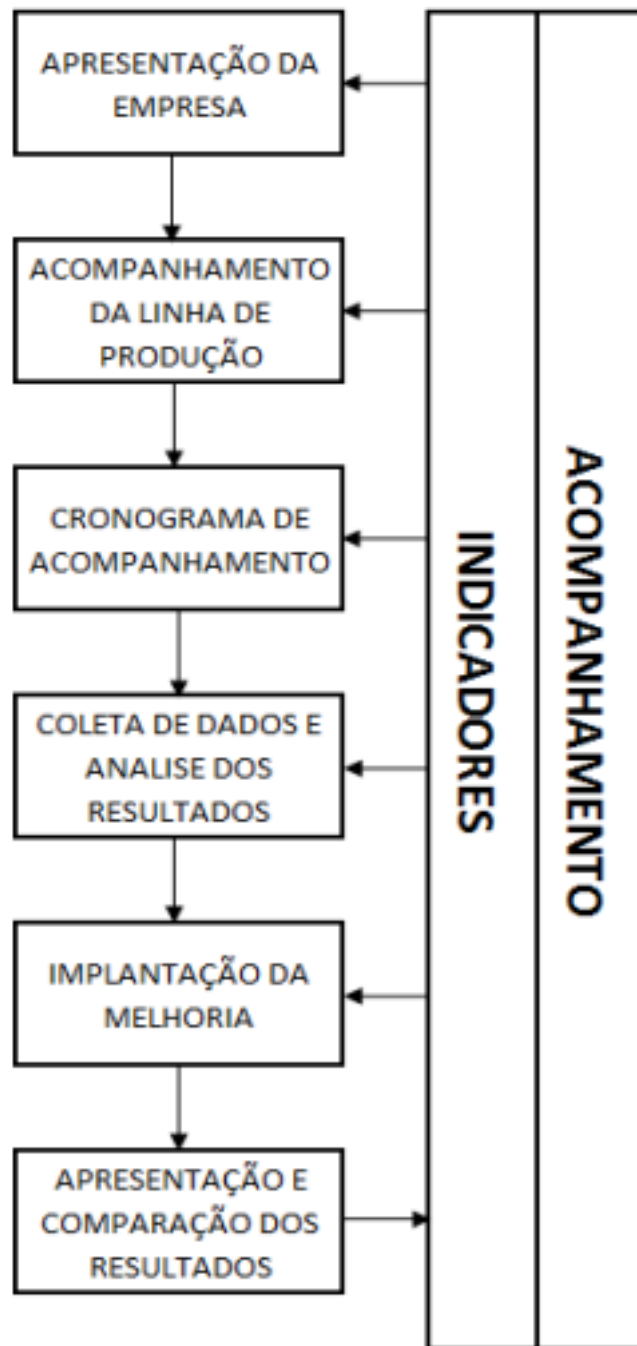 APRESENTAÇÃO DA
EMPRESA
ACOMPANHAMENTO
DA LINHA DE
PRODUÇÃO
CRONOGRAMA DE
ACOMPANHAMENTO
COLETA DE DADOS E
ANALISE DOS
RESULTADOS
IMPLANTAÇÃO DA
MELHORIA
APRESENTAÇÃO E
COMPARAÇÃO DOS
RESULTADOS
INDICADORES
ACOMPANHAMENTO